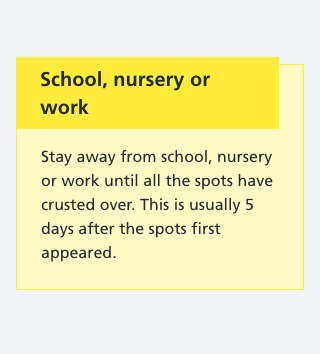 School, nursery or
work
Stay away from school, nursery
or work until all the spots have
crusted over. This is usually 5
days after the spots first
appeared.